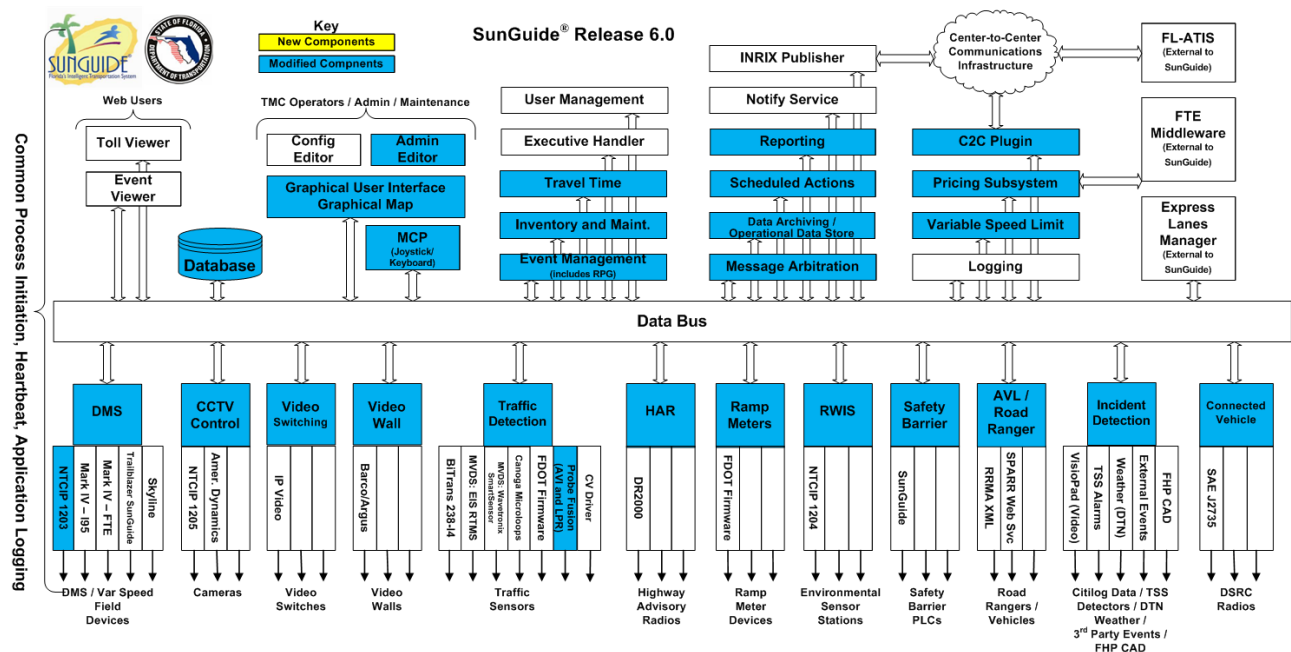 SUNGUIDE®
Florida's Intelligent Transportation System
STATE OF FLORIDA
DEPARTMENT OF TRANSPORTATION
Key
New Components
Modified Compnents
SunGuide® Release 6.0
Common Process Initiation, Heartbeat, Application Logging
Web Users
Toll Viewer
Event
Viewer
Database
TMC Operators / Admin / Maintenance
Config
Editor
Admin
Editor
Graphical User Interface
Graphical Map
MCP
(Joystick/
Keyboard)
User Management
Executive Handler
Travel Time
Inventory and Maint.
Event Management
(includes RPG)
INRIX Publisher
Notify Service
Reporting
Scheduled Actions
Data Archiving /
Operational Data Store
Message Arbitration
Center-to-Center
Communications
Infrastructure
C2C Plugin
Pricing Subsystem
Variable Speed Limit
Logging
FL-ATIS
(External to
SunGuide)
FTE
Middleware
(External to
SunGuide)
Express
Lanes
Manager
(External to
SunGuide)
Data Bus
DMS
NTCIP 1203
Mark IV – I95
Mark IV – FTE
Trailblazer SunGuide
Skyline
DMS / Var Speed
Field
Devices
CCTV
Control
NTCIP 1205
Amer. Dynamics
Cameras
Video
Switching
IP Video
Video
Switches
Video
Wall
Barco/Argus
Video
Walls
Traffic
Detection
BiTrans 238-I4
MVDS: EIS RTMS
MVDS: Wavetronix
SmartSensor
Canoga Microloops
FDOT Firmware
Probe Fusion
(AVI and LPR)
CV Driver
Traffic
Sensors
HAR
DR2000
Highway
Advisory
Radios
Ramp
Meters
FDOT Firmware
Ramp
Meter
Devices
RWIS
NTCIP 1204
Environmental
Sensor
Stations
Safety
Barrier
SunGuide
Safety
Barrier
PLCs
AVL /
Road
Ranger
RRMA XML
SPARR Web Svc
Road
Rangers /
Vehicles
Incident
Detection
VisioPad (Video)
TSS Alarms
Weather (DTN)
External Events
FHP CAD
Citilog Data / TSS
Detectors / DTN
Weather /
3rd Party Events /
FHP CAD
Connected
Vehicle
SAE J2735
DSRC
Radios